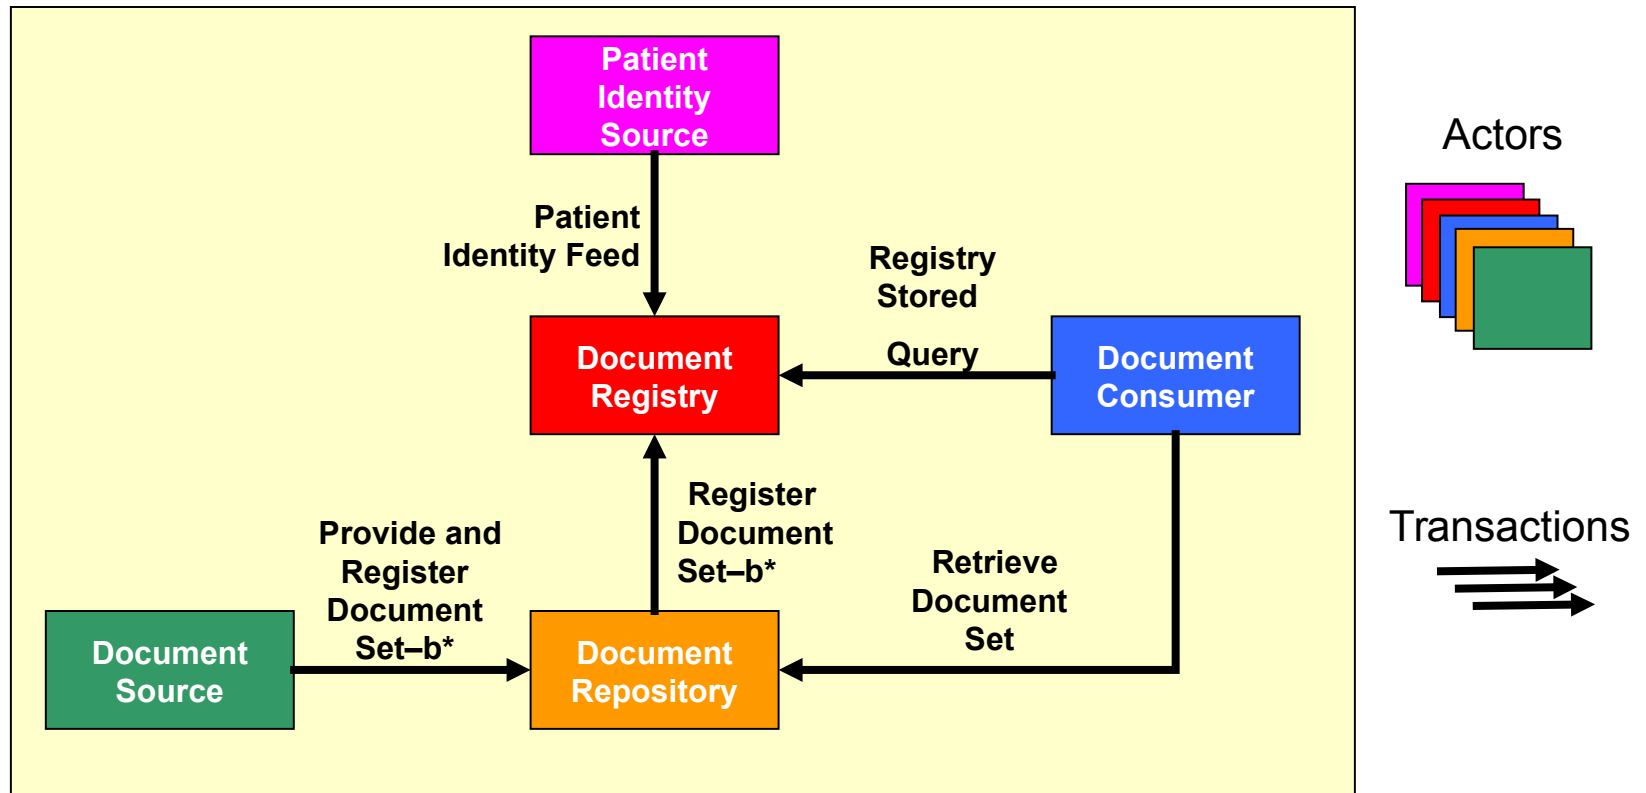 Patient
Identity
Source
Actors
Patient
Identity Feed
Registry
Stored
Query
Document
Registry
Document
Consumer
Register
Document
Set–b*
Provide and
Register
Document
Set–b*
Retrieve
Document
Set
Transactions
Document
Source
Document
Repository